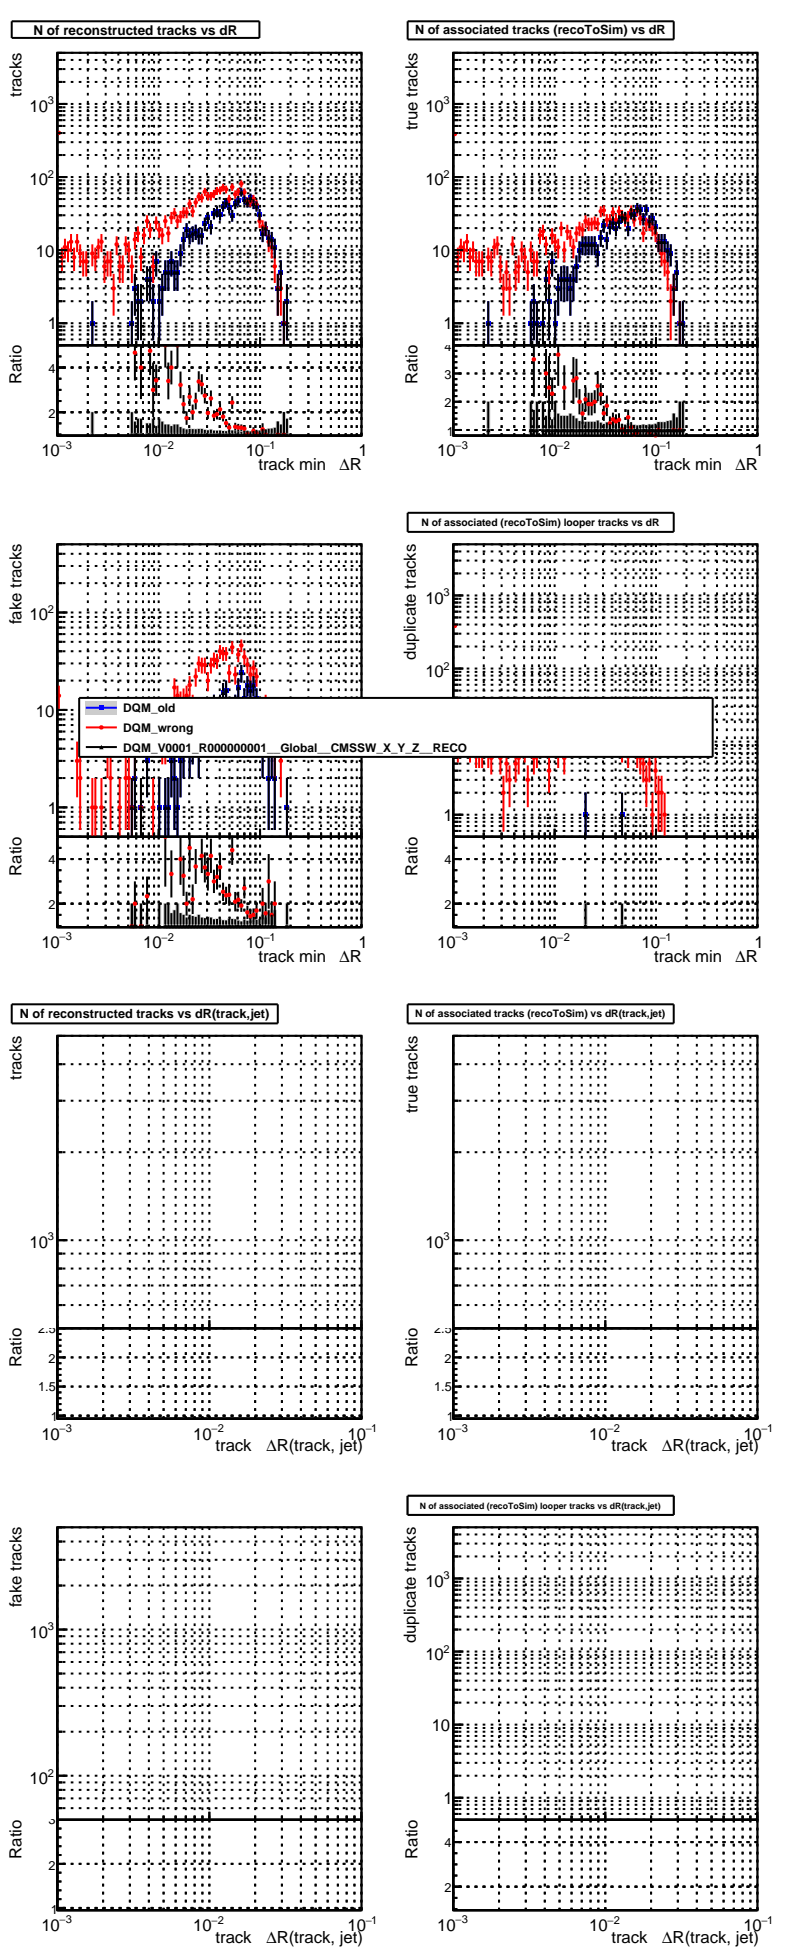 N of reconstructed tracks vs dR
N of associated tracks (recoToSim) vs dR
tracks
10³
10²
10
1
Ratio
4
2
10⁻³
10⁻²
10⁻¹
1
track min ΔR
true tracks
10³
10²
10
1
Ratio
4
3
2
1
10⁻³
10⁻²
10⁻¹
1
track min ΔR
N of associated (recoToSim) looper tracks vs dR
fake tracks
10²
10
1
Ratio
4
2
10⁻³
10⁻²
10⁻¹
1
track min ΔR
duplicate tracks
10³
10²
1
Ratio
4
2
10⁻³
10⁻²
10⁻¹
1
track min ΔR
DQM_old
DQM_wrong
DQM_V0001_R000000001__Global__CMSSW_X_Y_Z__RECO
N of reconstructed tracks vs dR(track,jet)
N of associated tracks (recoToSim) vs dR(track,jet)
tracks
10³
Ratio
2.5
2
1.5
1
10⁻³
10⁻²
10⁻¹
track ΔR(track, jet)
true tracks
10³
Ratio
2.5
2
1.5
1
10⁻³
10⁻²
10⁻¹
track ΔR(track, jet)
N of associated (recoToSim) looper tracks vs dR(track,jet)
fake tracks
10³
10²
Ratio
3
2
1
10⁻³
10⁻²
10⁻¹
track ΔR(track, jet)
duplicate tracks
10³
10²
10
1
Ratio
4
2
10⁻³
10⁻²
10⁻¹
track ΔR(track, jet)